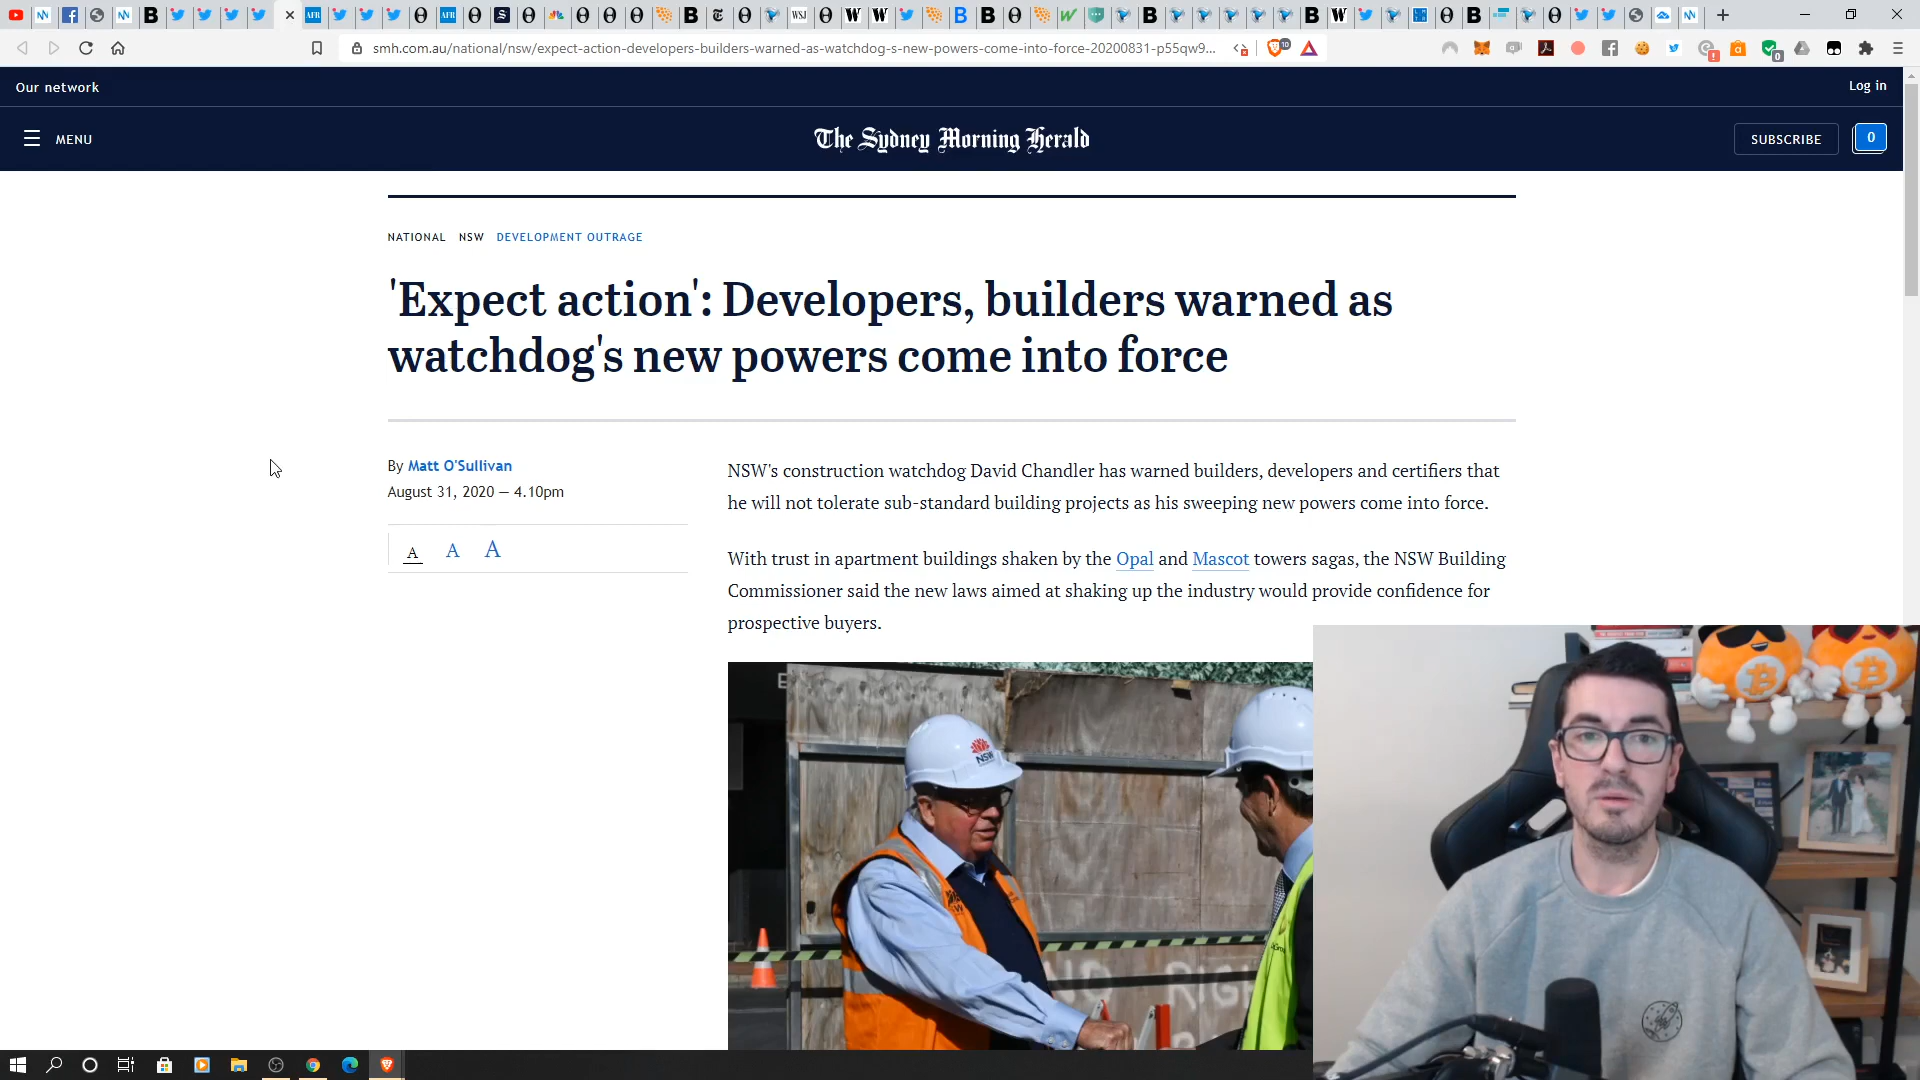 smh.com.au/national/nsw/expect-action-developers-builders-warned-as-watchdog-s-new-powers-come-into-force-20200831-p55qw9...
Our network
Log in
MENU
The Sydney Morning Herald
SUBSCRIBE
0
NATIONAL NSW DEVELOPMENT OUTRAGE
'Expect action': Developers, builders warned as
watchdog's new powers come into force
By Matt O'Sullivan
August 31, 2020 — 4.10pm
A A A
NSW's construction watchdog David Chandler has warned builders, developers and certifiers that
he will not tolerate sub-standard building projects as his sweeping new powers come into force.
With trust in apartment buildings shaken by the Opal and Mascot towers sagas, the NSW Building
Commissioner said the new laws aimed at shaking up the industry would provide confidence for
prospective buyers.
NSW